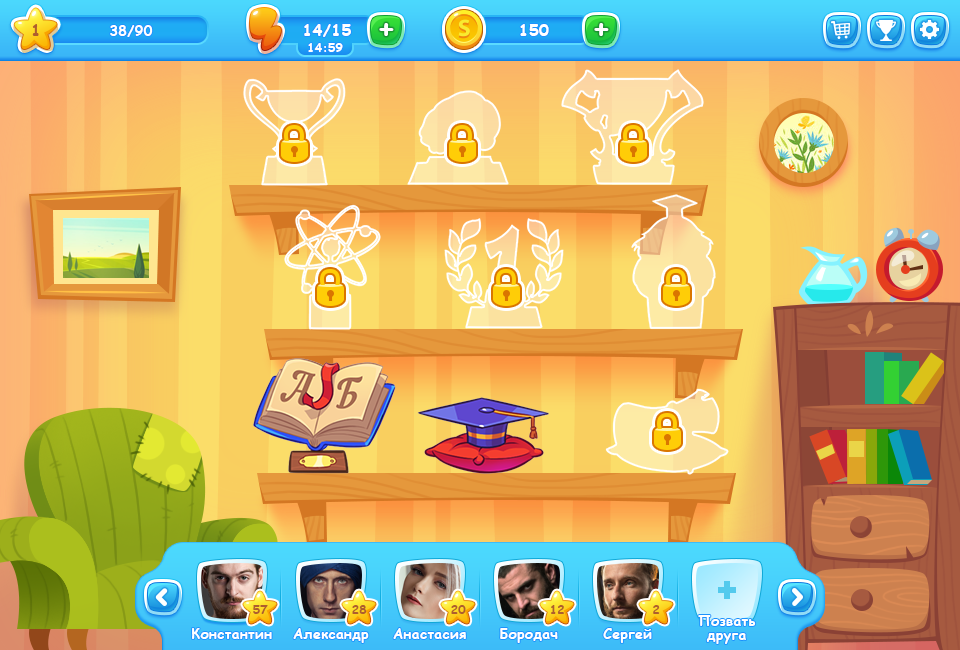 1
38/90
14/15
14:59
S
150
1
А Б
57
28
20
12
2
Константин
Александр
Анастасия
Бородач
Сергей
Позвать
друга